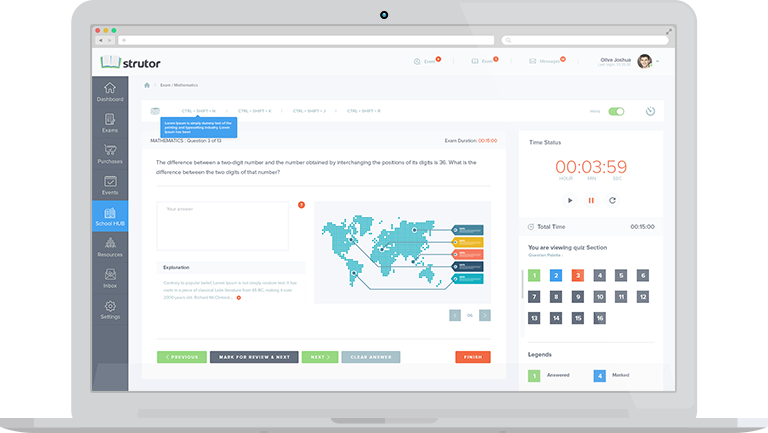 strutor
Exam
Exam
Messages
Olive Joshua
Dashboard
Exams
Purchases
Events
School HUB
Resources
Inbox
Settings
Exam / Mathematics
CTRL + SHIFT + N
CTRL + SHIFT + K
CTRL + SHIFT + J
CTRL + SHIFT + R
Lorem Ipsum is simply dummy text of the
printing and typesetting industry. Lorem
Ipsum has been
MATHEMATICS : Question 3 of 13
Exam Duration: 00:15:00
The difference between a two-digit number and the number obtained by interchanging the positions of its digits is 36. What is the
difference between the two digits of that number?
Your answer
Explanation
Contrary to popular belief, Lorem Ipsum is not simply random text. It has
roots in a piece of classical Latin literature from 45 BC, making it over
2000 years old. Richard McClintock,
PREVIOUS
MARK FOR REVIEW & NEXT
NEXT
CLEAR ANSWER
FINISH
Time Status
00:03:59
HOUR MIN SEC
Total Time 00:15:00
You are viewing quiz Section
Question Palette :
1 2 3 4 5 6
7 8 9 10 11 12
13 14 15 16
Legends
1 Answered
4 Marked